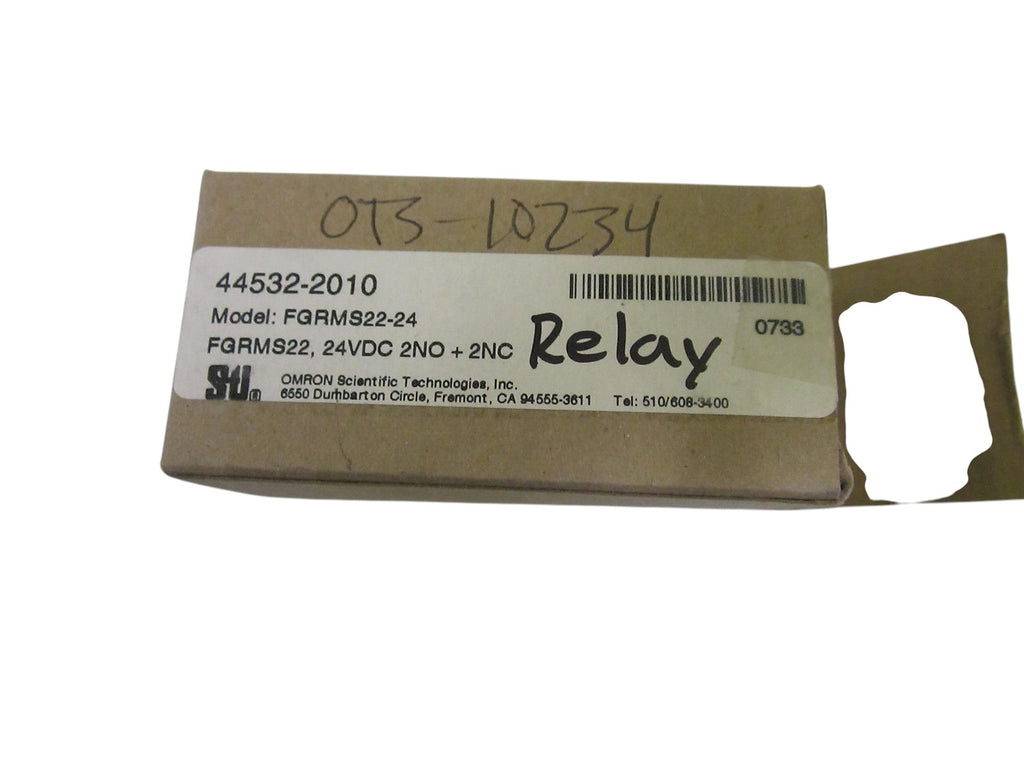 OTS-10234
44532-2010
Model: FGRMS22-24
0733
FGRMS22, 24VDC 2NO + 2NC
Relay
STI®
OMRON Scientific Technologies, Inc.
6550 Dumbarton Circle, Fremont, CA 94555-3611 Tel: 510/608-3400